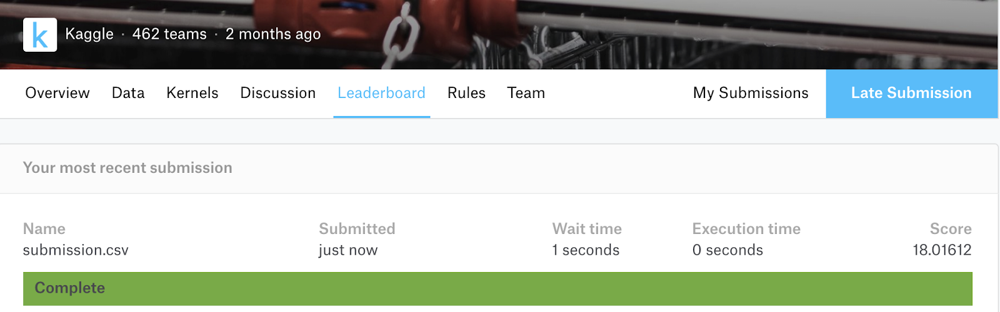 k Kaggle · 462 teams · 2 months ago
Overview Data Kernels Discussion Leaderboard Rules Team My Submissions Late Submission
Your most recent submission
Name Submitted Wait time Execution time Score
submission.csv just now 1 seconds 0 seconds 18.01612
Complete